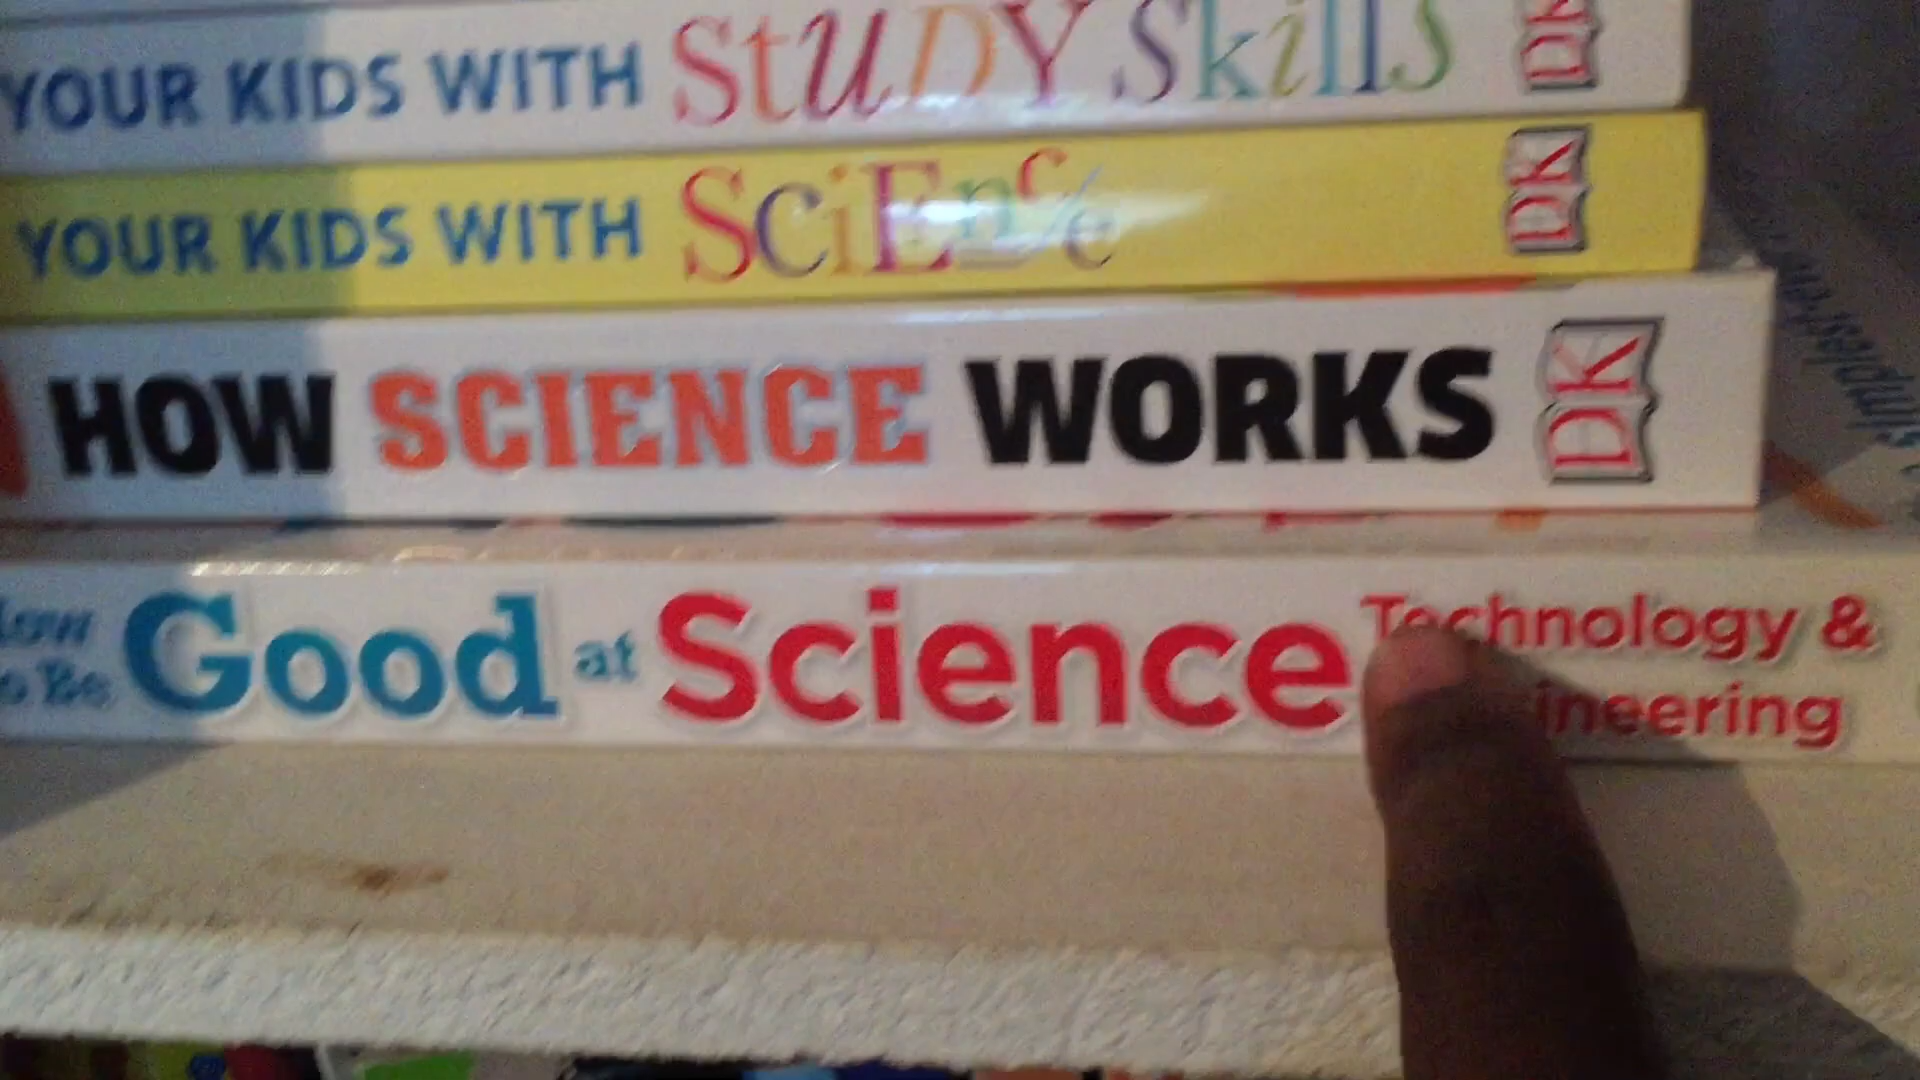 YOUR KIDS WITH StUDY Skills DK
YOUR KIDS WITH SciEnce DK
HOW SCIENCE WORKS DK
Good at Science Technology &
ineering